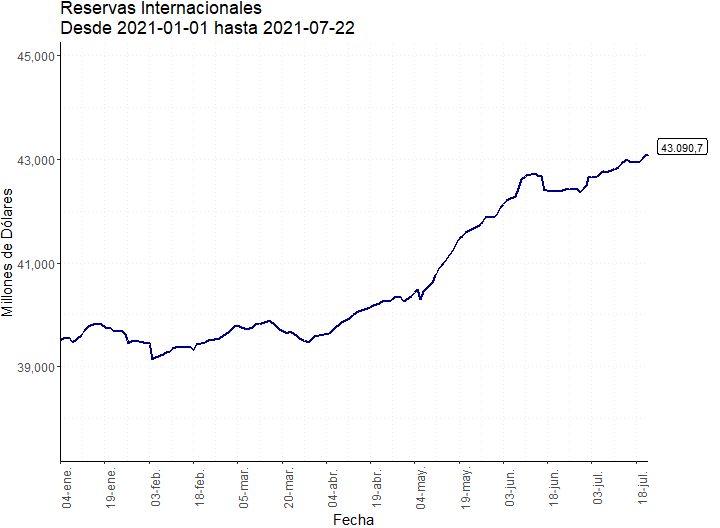 Reservas Internacionales
Desde 2021-01-01 hasta 2021-07-22
45,000
43,000
41,000
39,000
Millones de Dólares
43.090,7
04-ene.
19-ene.
03-feb.
18-feb.
05-mar.
20-mar.
04-abr.
19-abr.
04-may.
19-may.
03-jun.
18-jun.
03-jul.
18-jul.
Fecha